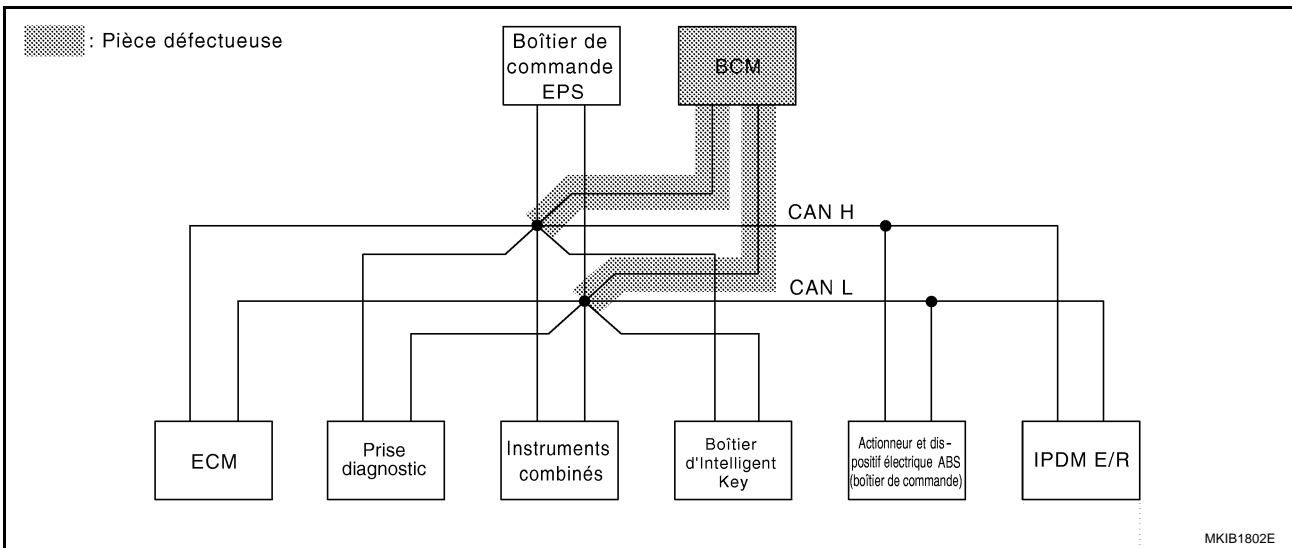 : Pièce défectueuse
Boîtier de
commande
EPS
BCM
CAN H
CAN L
ECM
Prise
diagnostic
Instruments
combinés
Boîtier
d'Intelligent
Key
Actionneur et dis-
positif électrique ABS
(boîtier de commande)
IPDM E/R
MKIB1802E